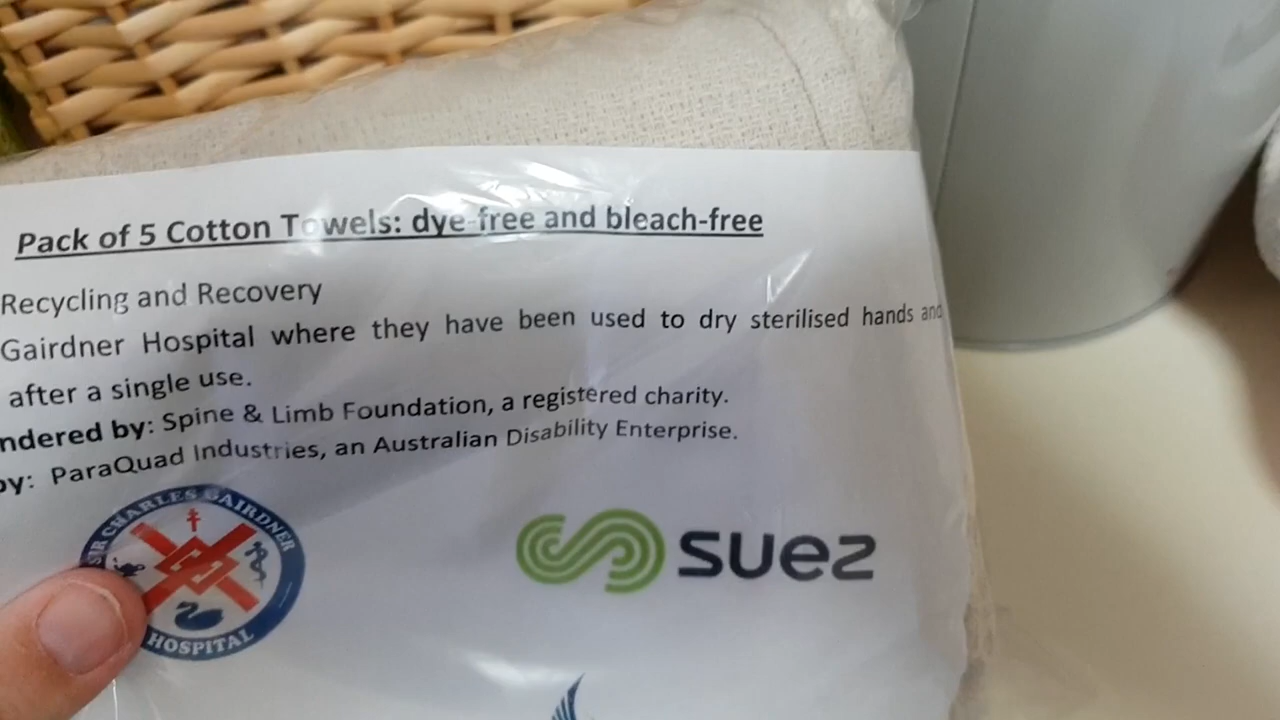 Pack of 5 Cotton Towels: dye-free and bleach-free
Recycling and Recovery
Gairdner Hospital where they have been used to dry sterilised hands and
after a single use.
ndered by: Spine & Limb Foundation, a registered charity.
by: ParaQuad Industries, an Australian Disability Enterprise.
SIR CHARLES GAIRDNER
HOSPITAL
suez